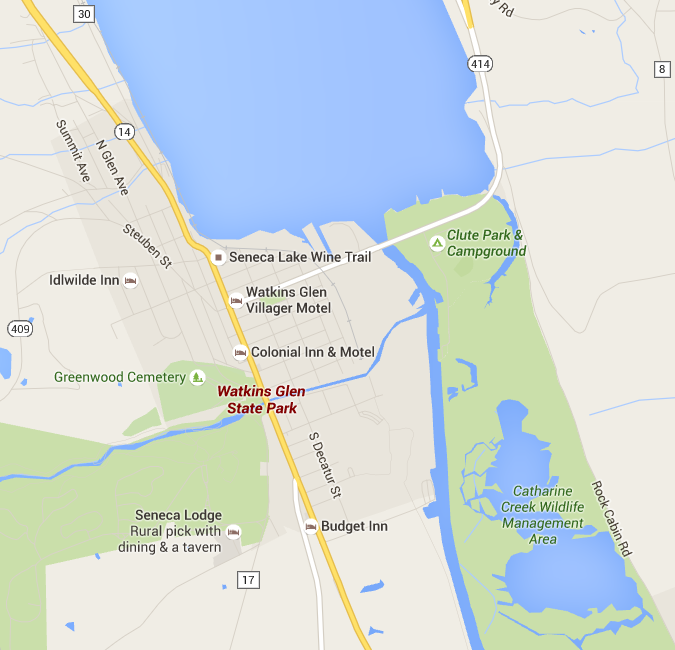 30
y Rd
414
8
14
Summit Ave
N Glen Ave
Steuben St
Clute Park &
Campground
Seneca Lake Wine Trail
Idlwilde Inn
Watkins Glen
Villager Motel
409
Colonial Inn & Motel
Greenwood Cemetery
Watkins Glen
State Park
S Decatur St
Catharine
Creek Wildlife
Management
Area
Rock Cabin Rd
Seneca Lodge
Rural pick with
dining & a tavern
Budget Inn
17